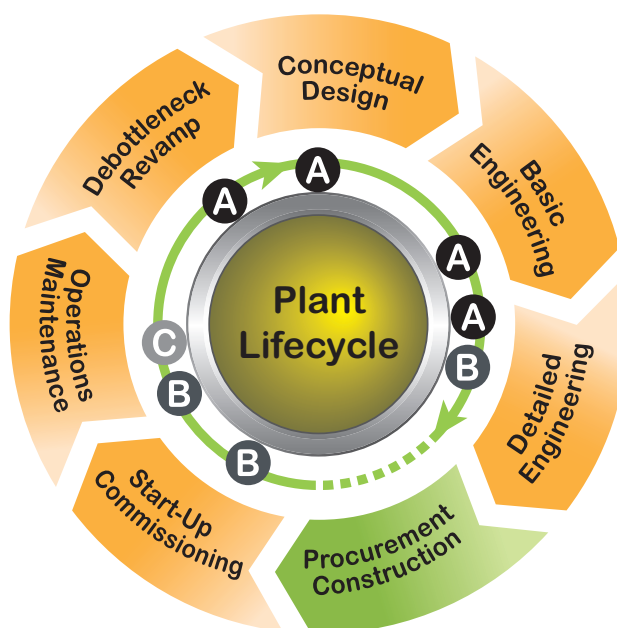 Conceptual
Design
Basic
Engineering
Detailed
Engineering
Procurement
Construction
Start-Up
Commissioning
Operations
Maintenance
Debottleneck
Revamp
A
A
A
A
B
B
B
C
Plant
Lifecycle